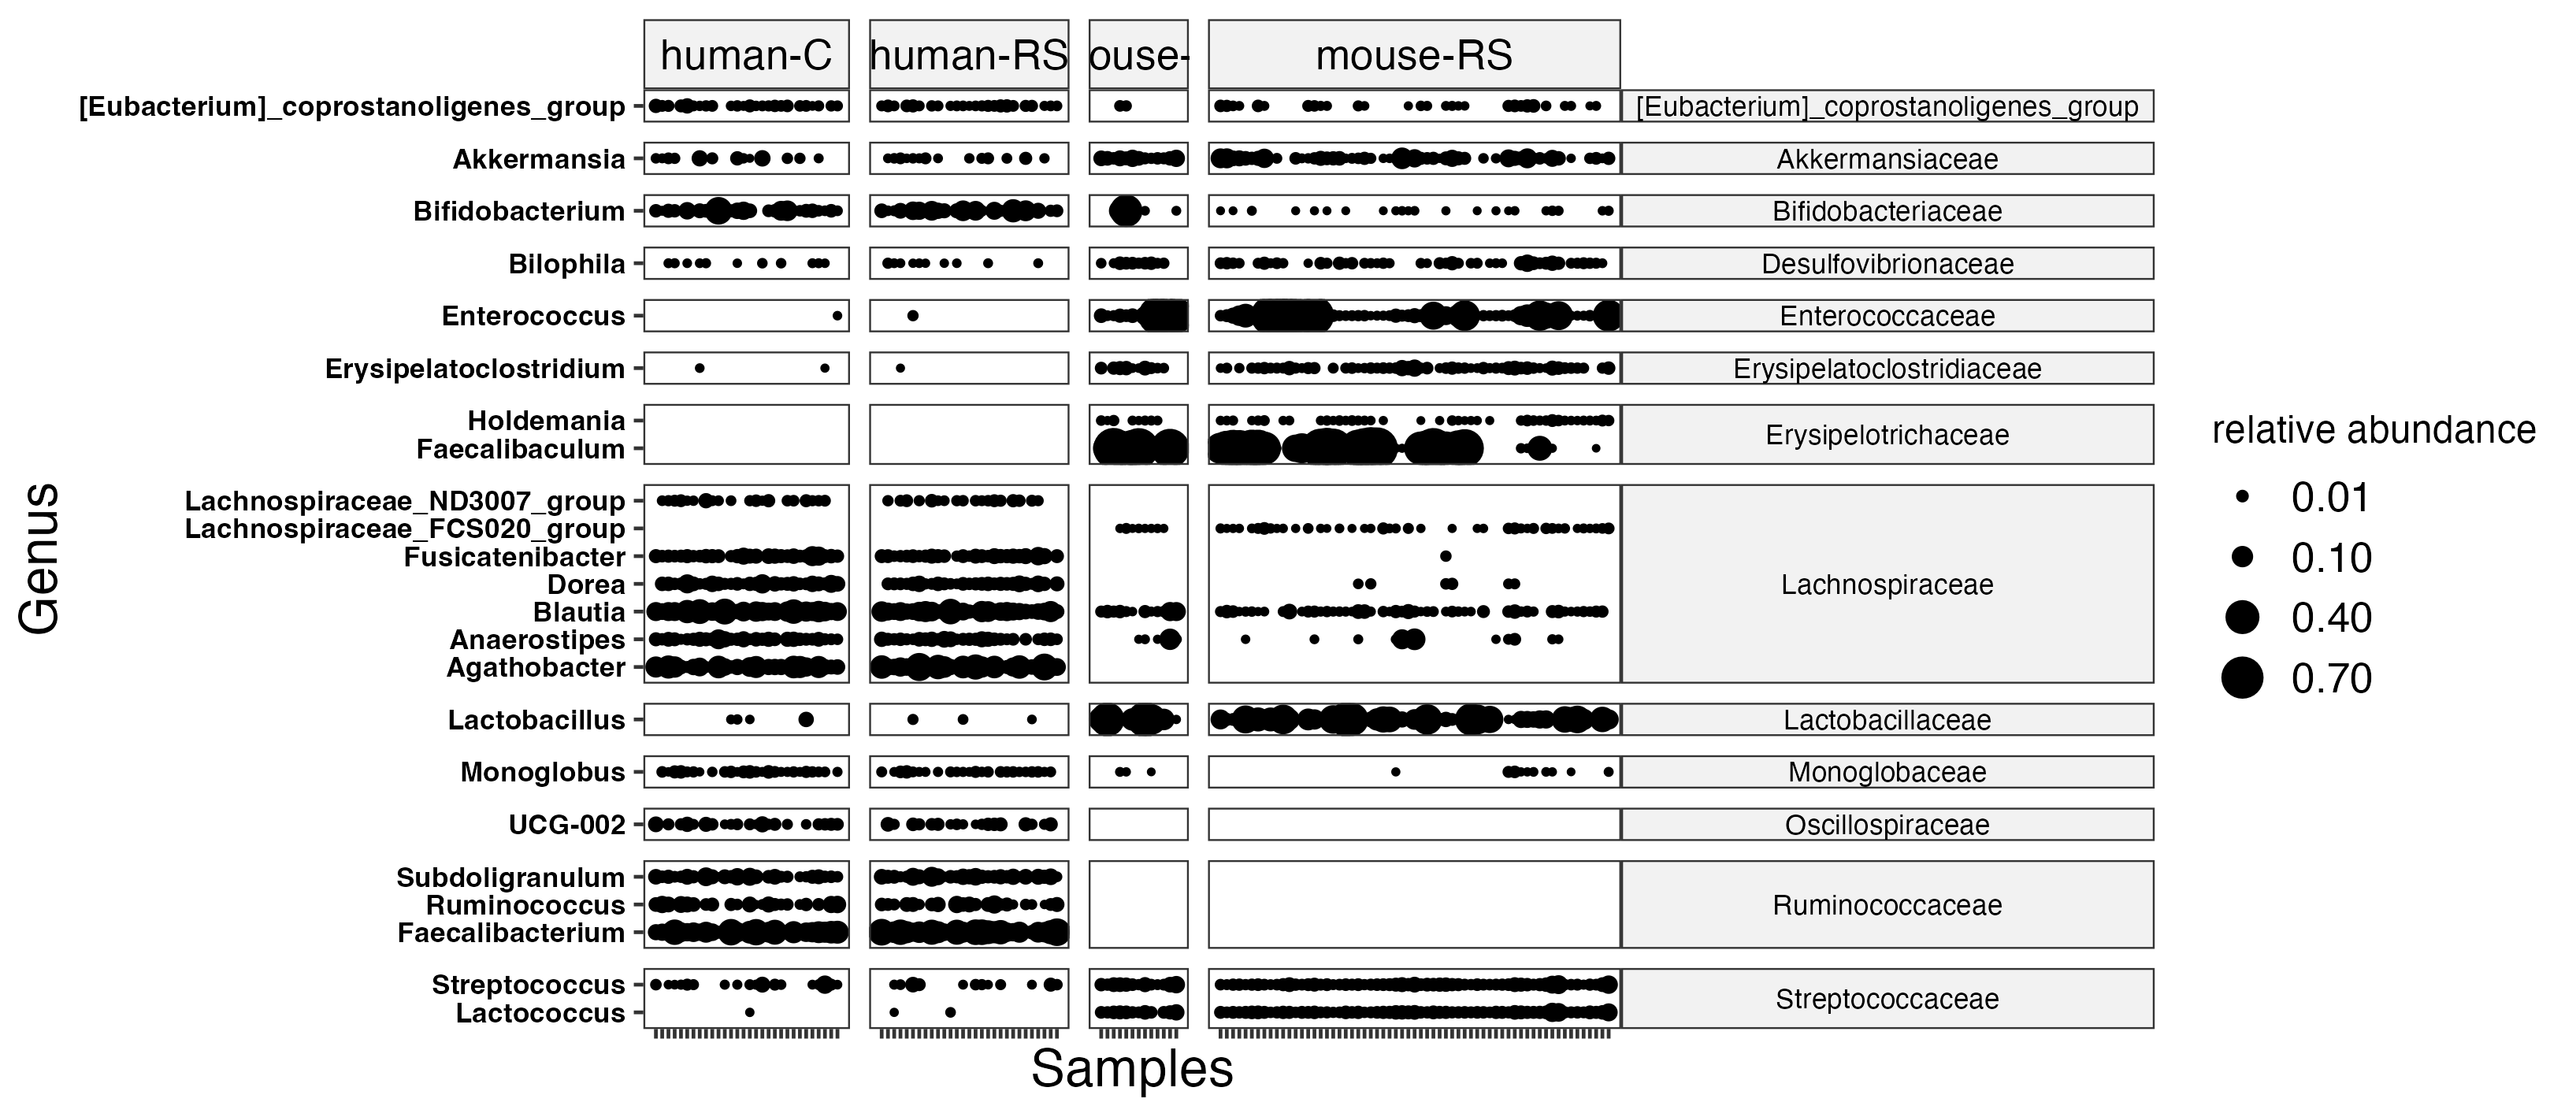 human-C
human-RS
ouse-
mouse-RS
[Eubacterium]_coprostanoligenes_group
[Eubacterium]_coprostanoligenes_group
Akkermansia
Akkermansiaceae
Bifidobacterium
Bifidobacteriaceae
Bilophila
Desulfovibrionaceae
Enterococcus
Enterococcaceae
Erysipelatoclostridium
Erysipelatoclostridiaceae
Holdemania
Faecalibaculum
Erysipelotrichaceae
Lachnospiraceae_ND3007_group
Lachnospiraceae_FCS020_group
Fusicatenibacter
Dorea
Blautia
Anaerostipes
Agathobacter
Lachnospiraceae
Lactobacillus
Lactobacillaceae
Monoglobus
Monoglobaceae
UCG-002
Oscillospiraceae
Subdoligranulum
Ruminococcus
Faecalibacterium
Ruminococcaceae
Streptococcus
Lactococcus
Streptococcaceae
Genus
Samples
relative abundance
0.01
0.10
0.40
0.70